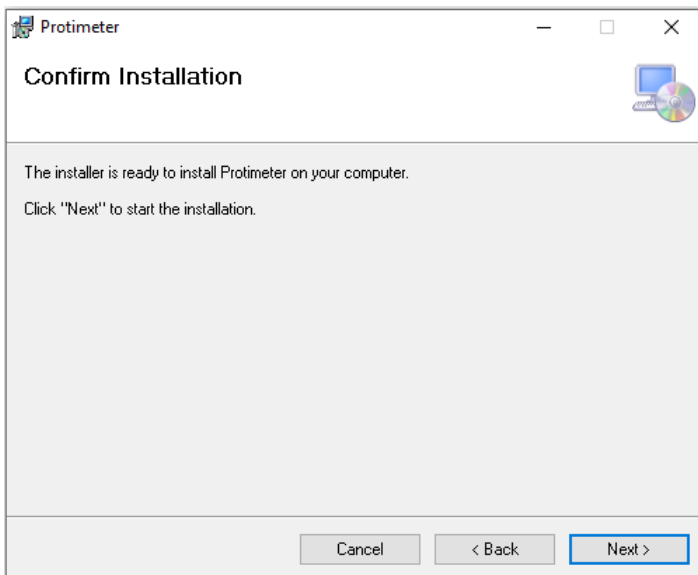 Protimeter
Confirm Installation
The installer is ready to install Protimeter on your computer.
Click "Next" to start the installation.
Cancel
< Back
Next >